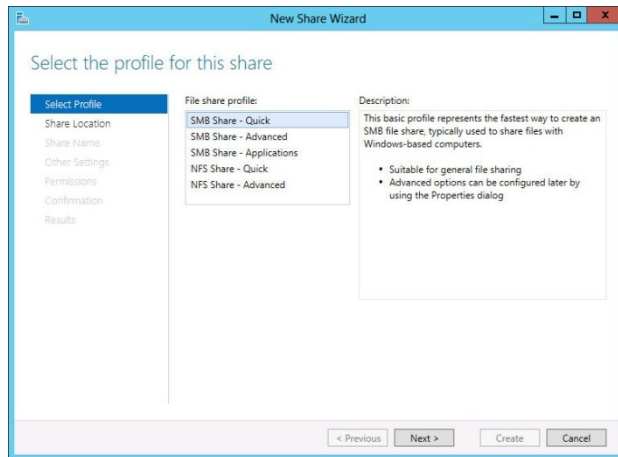 New Share Wizard
Select the profile for this share
Select Profile
Share Location
Share Name
Other Settings
Permissions
Confirmation
Results
File share profile:
SMB Share - Quick
SMB Share - Advanced
SMB Share - Applications
NFS Share - Quick
NFS Share - Advanced
Description:
This basic profile represents the fastest way to create an
SMB file share, typically used to share files with
Windows-based computers.
• Suitable for general file sharing
• Advanced options can be configured later by
using the Properties dialog
< Previous
Next >
Create
Cancel